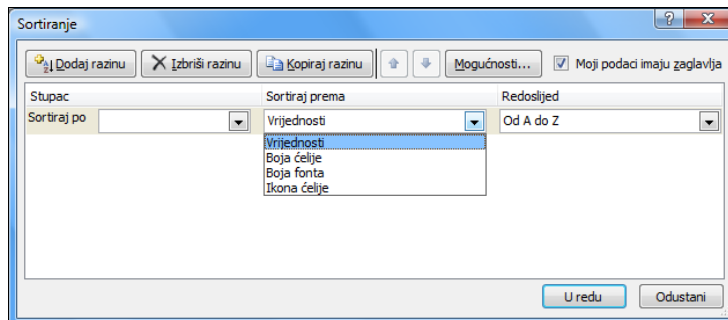 Sortiranje
Dodaj razinu Izbriši razinu Kopiraj razinu Mogućnosti... Moji podaci imaju zaglavlja
Stupac Sortiraj prema Redoslijed
Sortiraj po Vrijednosti Od A do Z
Vrijednosti
Boja ćelije
Boja fonta
Ikona ćelije
U redu Odustani